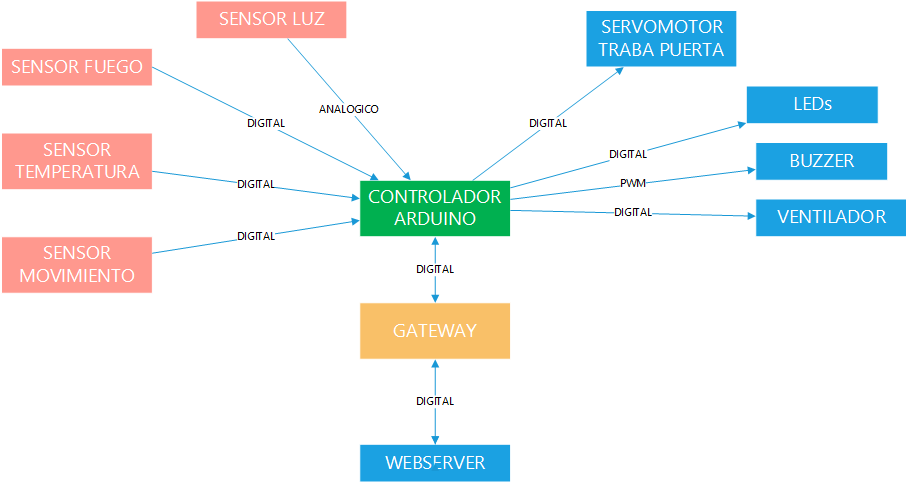 SENSOR LUZ
SERVOMOTOR
TRABA PUERTA
SENSOR FUEGO
LEDs
ANALOGICO
DIGITAL
DIGITAL
SENSOR
TEMPERATURA
DIGITAL
BUZZER
DIGITAL
PWM
CONTROLADOR
ARDUINO
DIGITAL
VENTILADOR
DIGITAL
SENSOR
MOVIMIENTO
DIGITAL
GATEWAY
DIGITAL
WEBSERVER